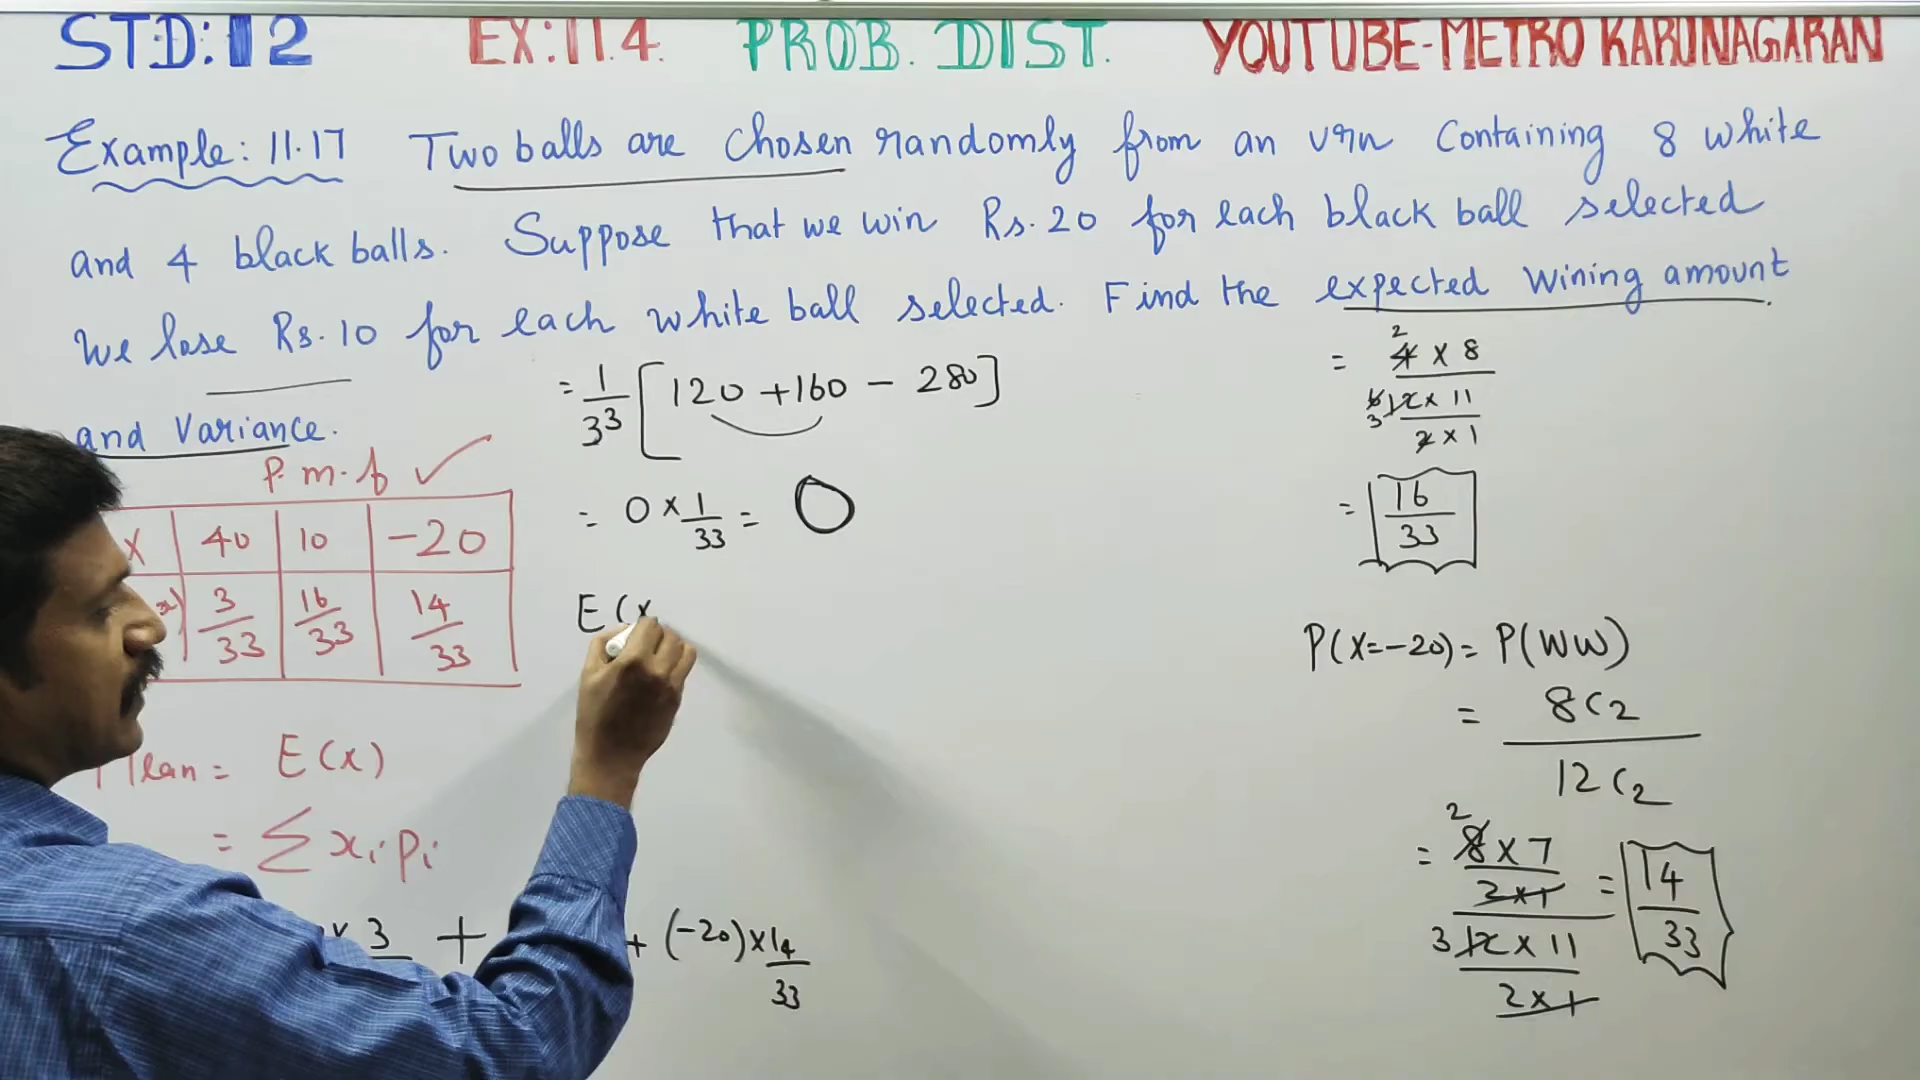 STD:12 EX:11.4. PROB. DIST. YOUTUBE-METRO KARUNAGARAN
Example: 11.17 Two balls are chosen randomly from an urn Containing 8 white
and 4 black balls. Suppose that we win Rs.20 for each black ball selected
We lose Rs.10 for each white ball selected. Find the expected wining amount
and Variance.
P.m.f ✓
X 40 10 -20
x) 3/33 16/33 14/33
Mean = E(x)
= Σ xᵢ pᵢ
x 3 + + (-20) x 14/33
= 1/33 [120 +160 - 280]
= 0 x 1/33 = 0
E(x
= 4 x 8
12 x 11
2 x 1
= 16/33
P(X=-20) = P(WW)
= 8C2
12C2
= 8 x 7
2x1
3 12 x 11
2x1
= 14/33